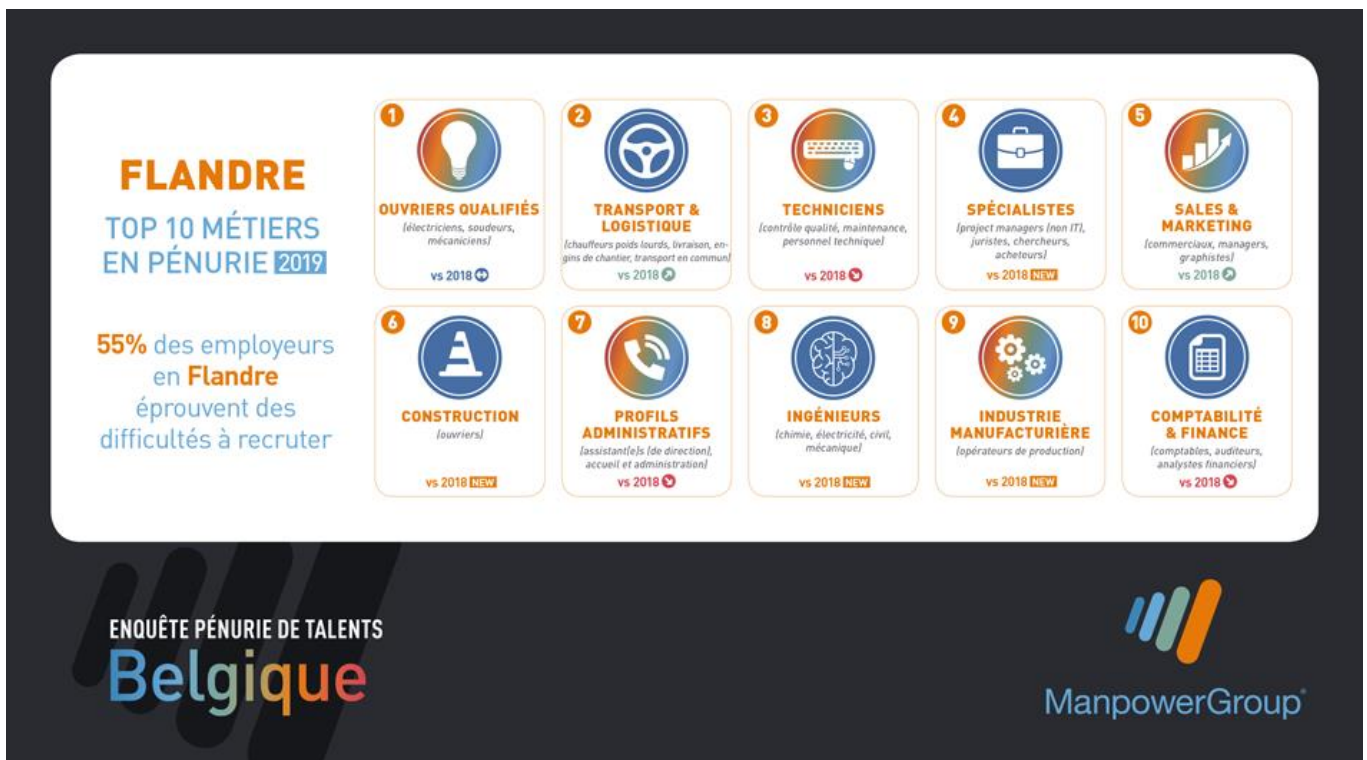 FLANDRE
TOP 10 MÉTIERS
EN PÉNURIE 2019
55% des employeurs
en Flandre
éprouvent des
difficultés à recruter
1
OUVRIERS QUALIFIÉS
(électriciens, soudeurs,
mécaniciens)
vs 2018
2
TRANSPORT &
LOGISTIQUE
(chauffeurs poids lourds, livraison, en-
gins de chantier, transport en commun)
vs 2018
3
TECHNICIENS
(contrôle qualité, maintenance,
personnel technique)
vs 2018
4
SPÉCIALISTES
(project managers (non IT),
juristes, chercheurs,
acheteurs)
vs 2018 NEW
5
SALES &
MARKETING
(commerciaux, managers,
graphistes)
vs 2018
6
CONSTRUCTION
(ouvriers)
vs 2018 NEW
7
PROFILS
ADMINISTRATIFS
(assistant(e)s (de direction),
accueil et administration)
vs 2018
8
INGÉNIEURS
(chimie, électricité, civil,
mécanique)
vs 2018 NEW
9
INDUSTRIE
MANUFACTURIÈRE
(opérateurs de production)
vs 2018 NEW
10
COMPTABILITÉ
& FINANCE
(comptables, auditeurs,
analystes financiers)
vs 2018
ENQUÊTE PÉNURIE DE TALENTS
Belgique
ManpowerGroup®